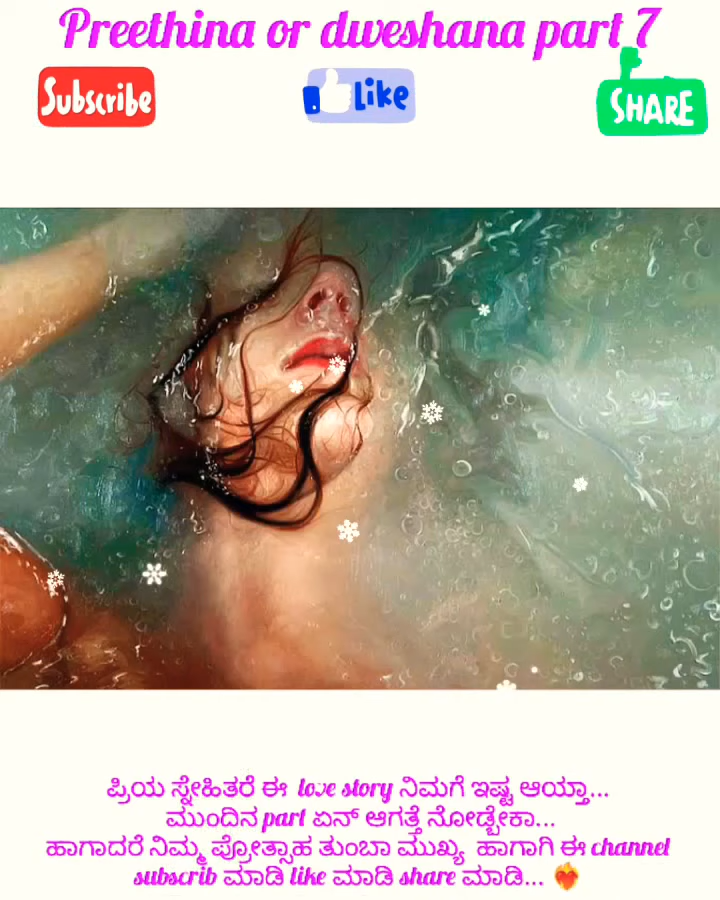 Preethina or dweshana part 7
Subscribe
Like
SHARE
ಪ್ರಿಯ ಸ್ನೇಹಿತರೆ ಈ love story ನಿಮಗೆ ಇಷ್ಟ ಆಯ್ತಾ...
ಮುಂದಿನ part ಏನ್ ಆಗತ್ತೆ ನೋಡ್ಬೇಕಾ...
ಹಾಗಾದರೆ ನಿಮ್ಮ ಪ್ರೋತ್ಸಾಹ ತುಂಬಾ ಮುಖ್ಯ ಹಾಗಾಗಿ ಈ channel
subscrib ಮಾಡಿ like ಮಾಡಿ share ಮಾಡಿ... ❤️‍🔥